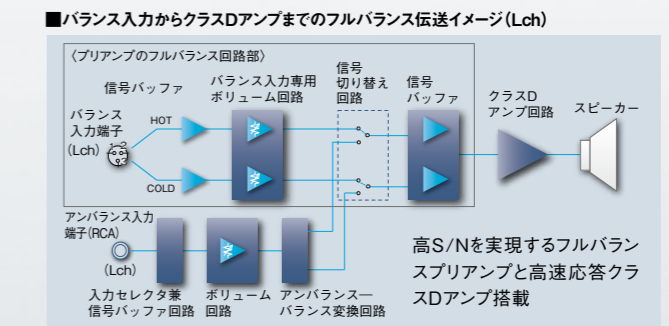 ■バランス入力からクラスDアンプまでのフルバランス伝送イメージ(Lch)
〈プリアンプのフルバランス回路部〉
信号バッファ
バランス入力専用
ボリューム回路
信号
切り替え
回路
信号
バッファ
クラスD
アンプ回路
スピーカー
バランス
入力端子
(Lch)
1 2
3
HOT
COLD
アンバランス入力
端子(RCA)
(Lch)
入力セレクタ兼
信号バッファ回路
ボリューム
回路
アンバランス―
バランス変換回路
高S/Nを実現するフルバラン
スプリアンプと高速応答クラ
スDアンプ搭載